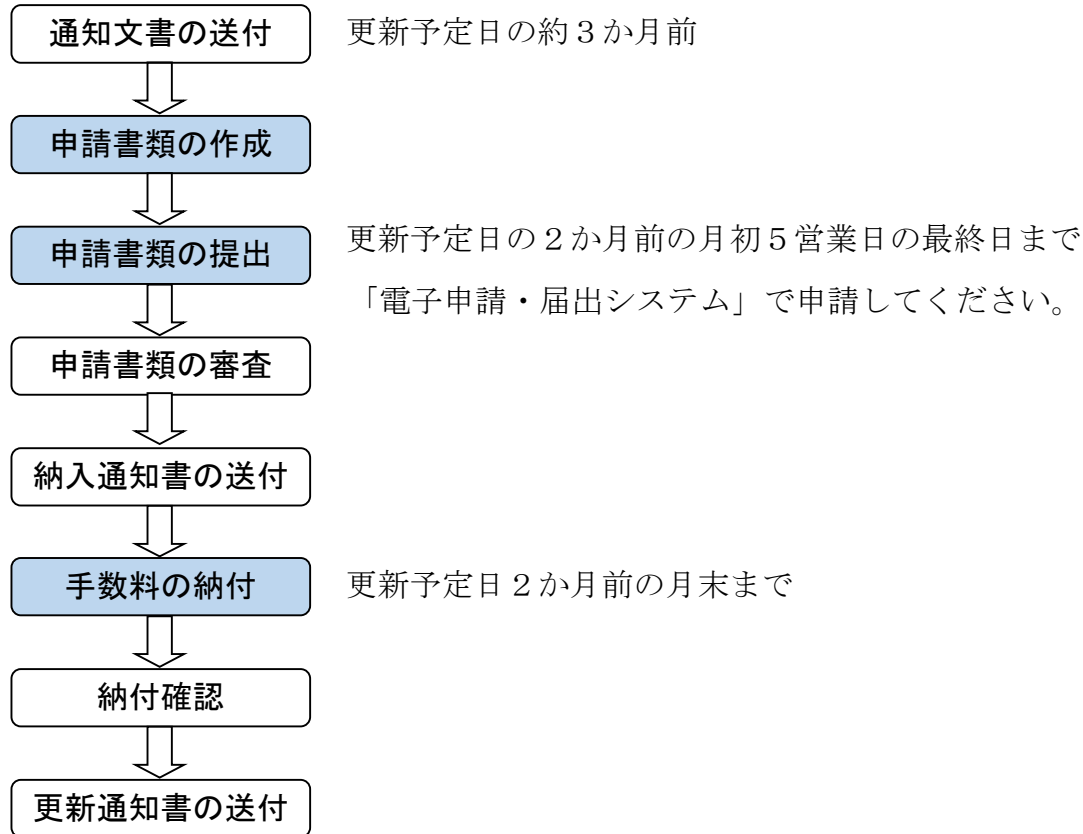 通知文書の送付
更新予定日の約３か月前
申請書類の作成
申請書類の提出
更新予定日の２か月前の月初５営業日の最終日まで
「電子申請・届出システム」で申請してください。
申請書類の審査
納入通知書の送付
手数料の納付
更新予定日２か月前の月末まで
納付確認
更新通知書の送付